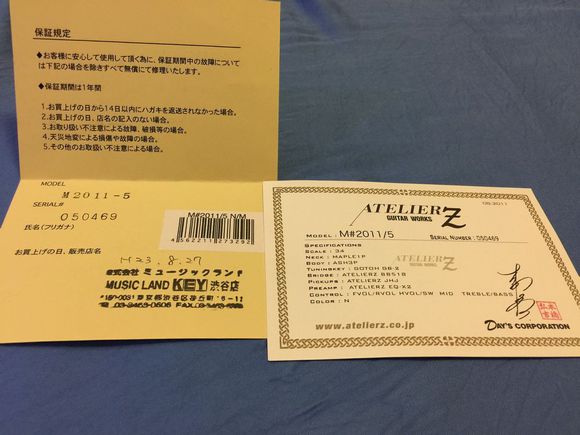 保証規定
◆お客様に安心して使用して頂く為に、保証期間中の故障については下記の場合を除きすべて無償にて修理いたします。
◆保証期間は1年間
1.お買上げの日から14日以内にハガキを返送されなかった場合。
2.お買上げの日、店名の記入のない場合。
3.お取り扱い不注意による故障、破損等の場合。
4.天災地変による損傷や故障の場合。
5.その他のお取扱い不注意による場合。
MODEL
M2011-5
SERIAL#
050469
氏名(フリガナ)
M#2011/5 N/M
4562211273292
お買上げの日、販売店名
H23.8.27
株式会社 ミュージックランド
MUSIC LAND KEY 渋谷店
ATELIER Z
GUITAR WORKS
MODEL: M#2011/5
SERIAL NUMBER: 050469
SPECIFICATIONS
SCALE: 34
NECK: MAPLE1P
BODY: ASH3P
TUNINGKEY: GOTOH GB-2
BRIDGE: ATELIERZ BB51B
PICKUPS: ATELIERZ JHJ
PREAMP: ATELIERZ EQ-X2
CONTROL: FVOL/RVOL HVOL/SW MID TREBLE/BASS
COLOR: N
ATELIER Z
GUITAR WORKS
www.atelierz.co.jp
DAY'S CORPORATION